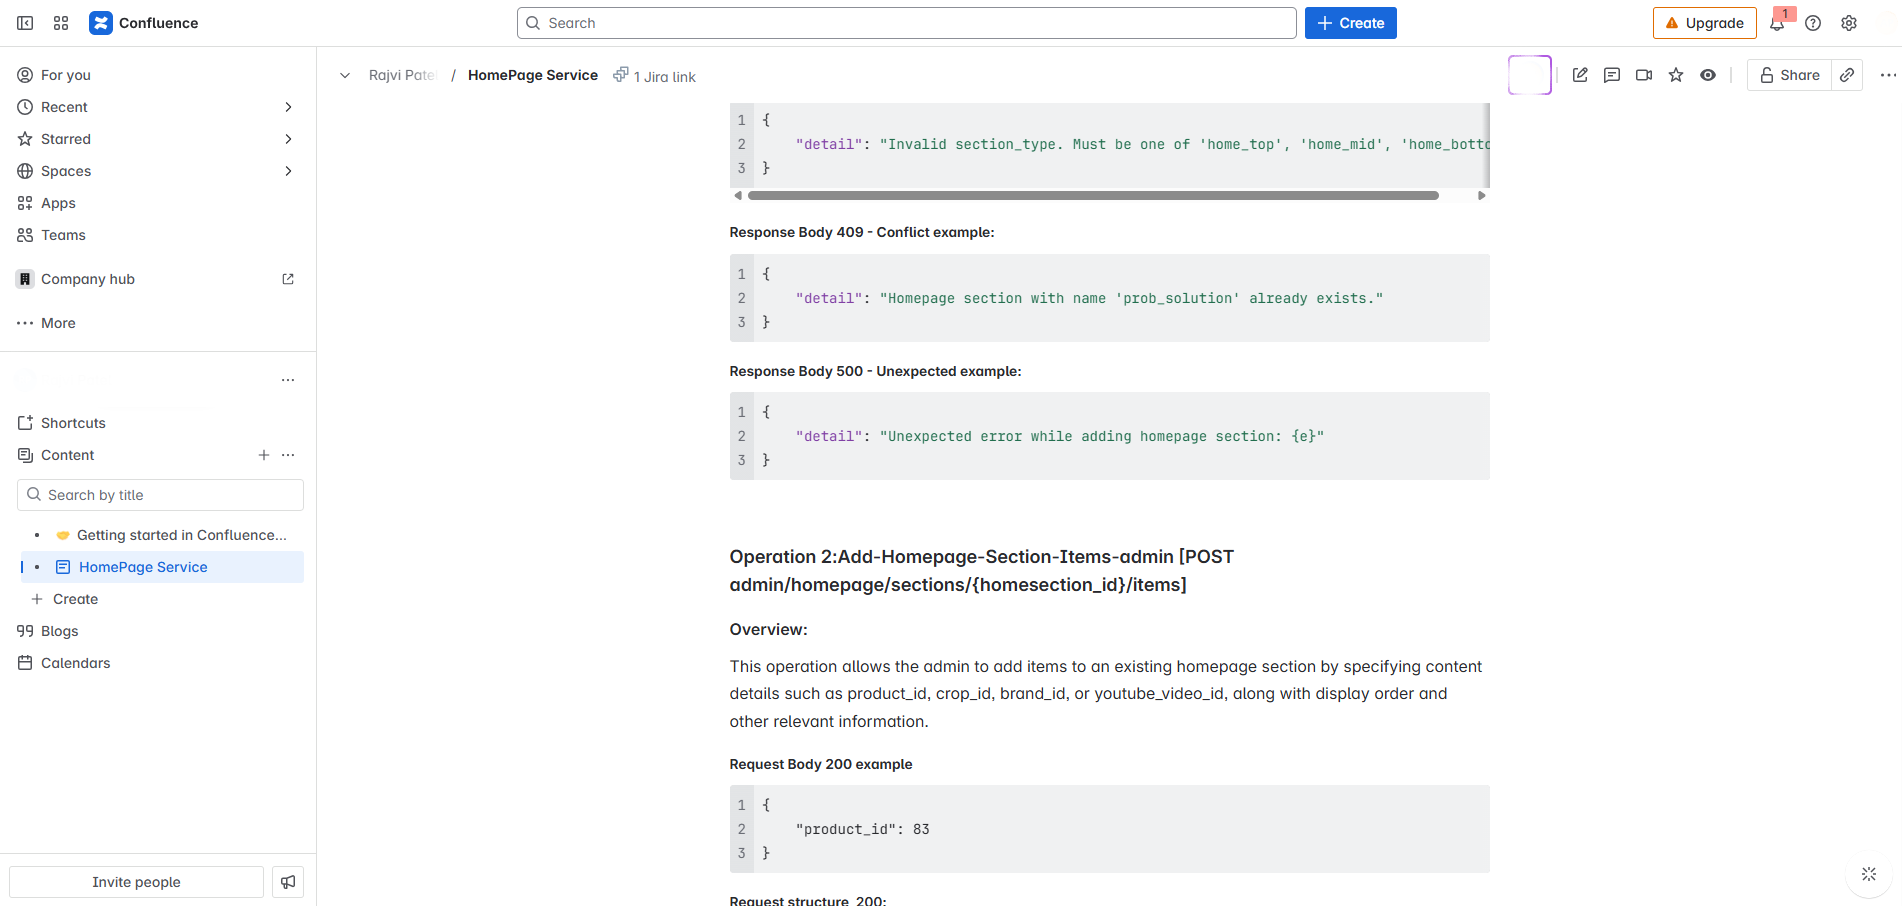 Confluence
Search
Create
Upgrade
1
For you
Recent
Starred
Spaces
Apps
Teams
Company hub
More
Shortcuts
Content
Search by title
Getting started in Confluence...
HomePage Service
Create
Blogs
Calendars
Invite people
Rajvi Patel / HomePage Service 1 Jira link
Share
1 {
2 "detail": "Invalid section_type. Must be one of 'home_top', 'home_mid', 'home_botto
3 }
Response Body 409 - Conflict example:
1 {
2 "detail": "Homepage section with name 'prob_solution' already exists."
3 }
Response Body 500 - Unexpected example:
1 {
2 "detail": "Unexpected error while adding homepage section: {e}"
3 }
Operation 2:Add-Homepage-Section-Items-admin [POST
admin/homepage/sections/{homesection_id}/items]
Overview:
This operation allows the admin to add items to an existing homepage section by specifying content
details such as product_id, crop_id, brand_id, or youtube_video_id, along with display order and
other relevant information.
Request Body 200 example
1 {
2 "product_id": 83
3 }
Request structure 200: